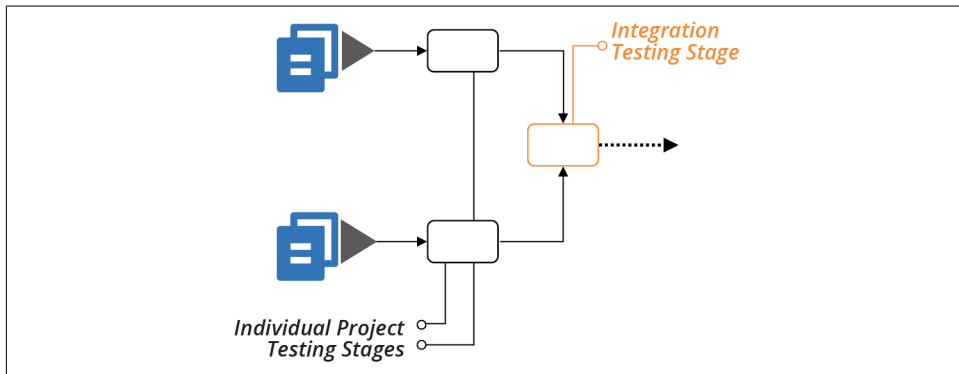 Integration
Testing Stage
Individual Project
Testing Stages